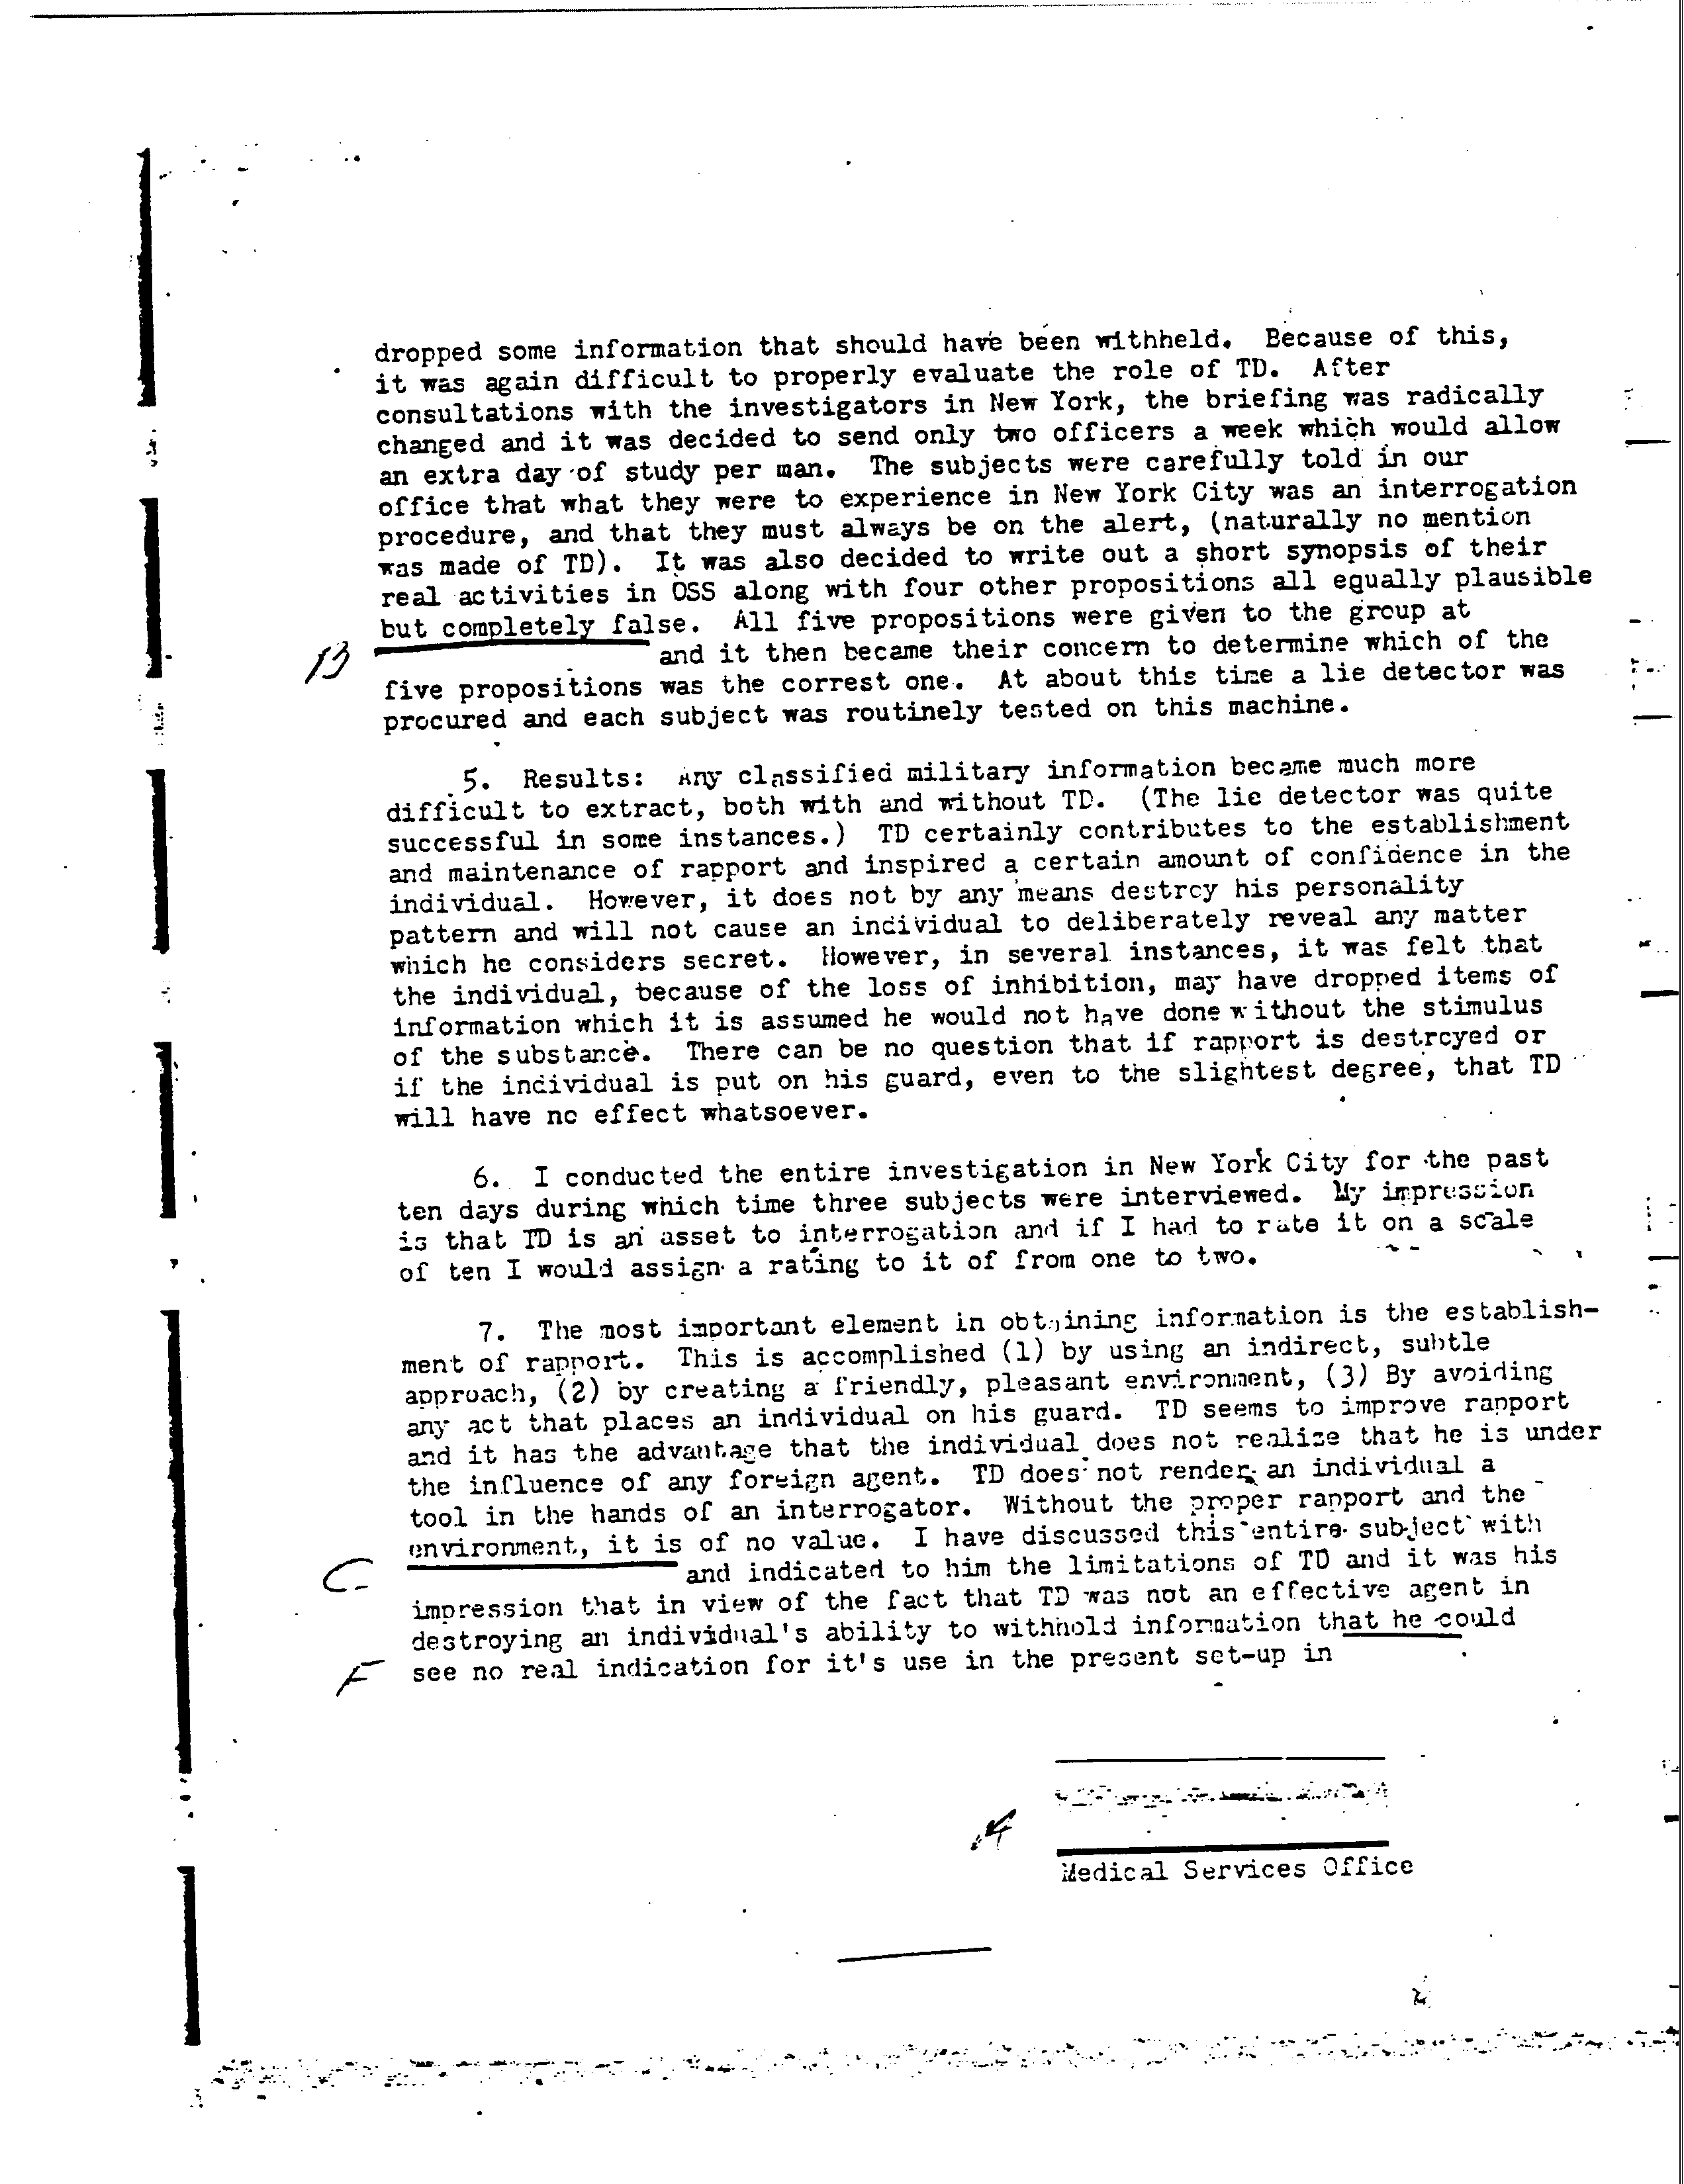 dropped some information that should have been withheld. Because of this,
it was again difficult to properly evaluate the role of TD. After
consultations with the investigators in New York, the briefing was radically
changed and it was decided to send only two officers a week which would allow
an extra day of study per man. The subjects were carefully told in our
office that what they were to experience in New York City was an interrogation
procedure, and that they must always be on the alert, (naturally no mention
was made of TD). It was also decided to write out a short synopsis of their
real activities in OSS along with four other propositions all equally plausible
but completely false. All five propositions were given to the group at
B and it then became their concern to determine which of the
five propositions was the correst one. At about this time a lie detector was
procured and each subject was routinely tested on this machine.
5. Results: Any classified military information became much more
difficult to extract, both with and without TD. (The lie detector was quite
successful in some instances.) TD certainly contributes to the establishment
and maintenance of rapport and inspired a certain amount of confidence in the
individual. However, it does not by any means destroy his personality
pattern and will not cause an individual to deliberately reveal any matter
which he considers secret. However, in several instances, it was felt that
the individual, because of the loss of inhibition, may have dropped items of
information which it is assumed he would not have done without the stimulus
of the substance. There can be no question that if rapport is destroyed or
if the individual is put on his guard, even to the slightest degree, that TD
will have no effect whatsoever.
6. I conducted the entire investigation in New York City for the past
ten days during which time three subjects were interviewed. My impression
is that TD is an asset to interrogation and if I had to rate it on a scale
of ten I would assign a rating to it of from one to two.
7. The most important element in obtaining information is the establish-
ment of rapport. This is accomplished (1) by using an indirect, subtle
approach, (2) by creating a friendly, pleasant environment, (3) By avoiding
any act that places an individual on his guard. TD seems to improve rapport
and it has the advantage that the individual does not realize that he is under
the influence of any foreign agent. TD does not render an individual a
tool in the hands of an interrogator. Without the proper rapport and the
environment, it is of no value. I have discussed this entire subject with
C and indicated to him the limitations of TD and it was his
impression that in view of the fact that TD was not an effective agent in
destroying an individual's ability to withhold information that he could
F see no real indication for it's use in the present set-up in
Medical Services Office